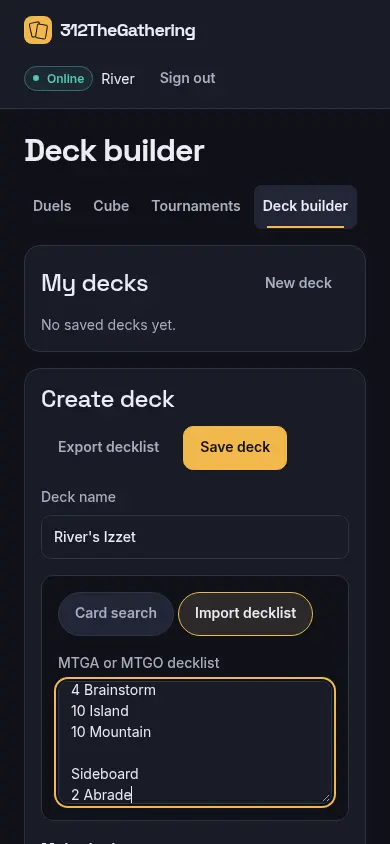 312TheGathering
Online River Sign out
Deck builder
Duels Cube Tournaments Deck builder
My decks New deck
No saved decks yet.
Create deck
Export decklist Save deck
Deck name
River's Izzet
Card search Import decklist
MTGA or MTGO decklist
4 Brainstorm
10 Island
10 Mountain
Sideboard
2 Abrade